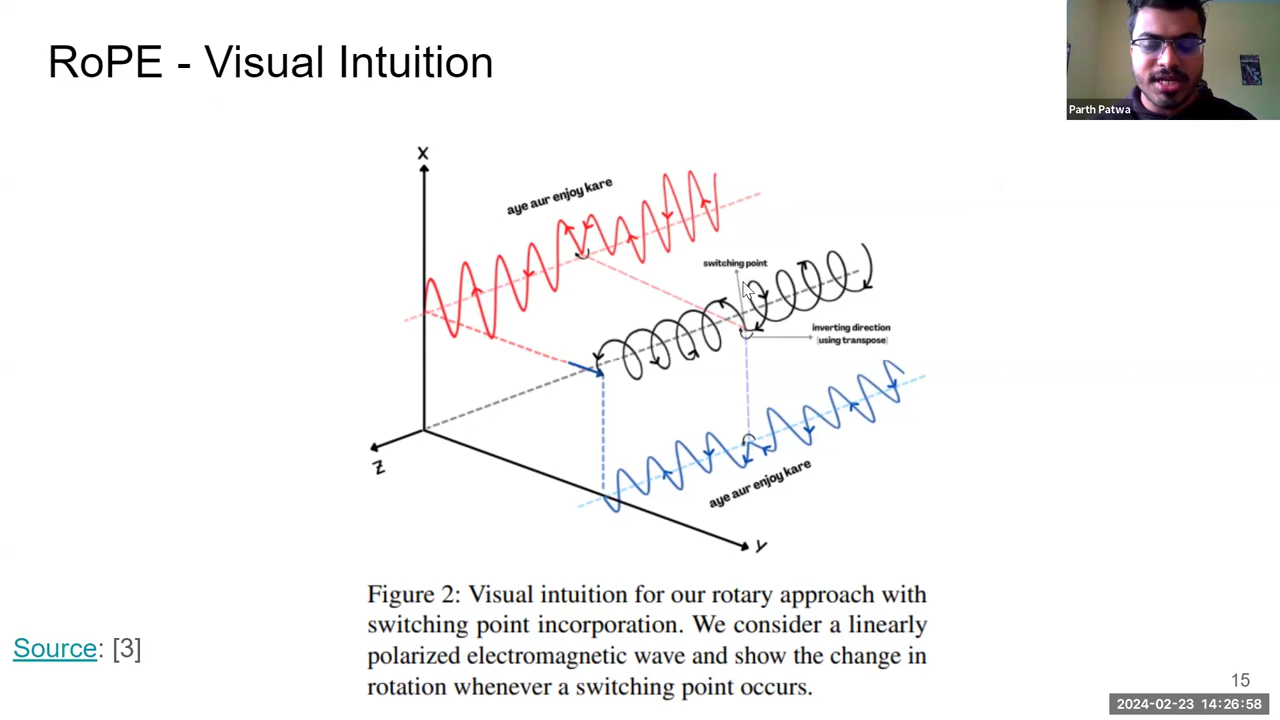 RoPE - Visual Intuition
Parth Patwa
X
aye aur enjoy kare
switching point
inverting direction
(using transpose)
Z
aye aur enjoy kare
y
Figure 2: Visual intuition for our rotary approach with
switching point incorporation. We consider a linearly
polarized electromagnetic wave and show the change in
rotation whenever a switching point occurs.
Source: [3]
15
2024-02-23 14:26:58